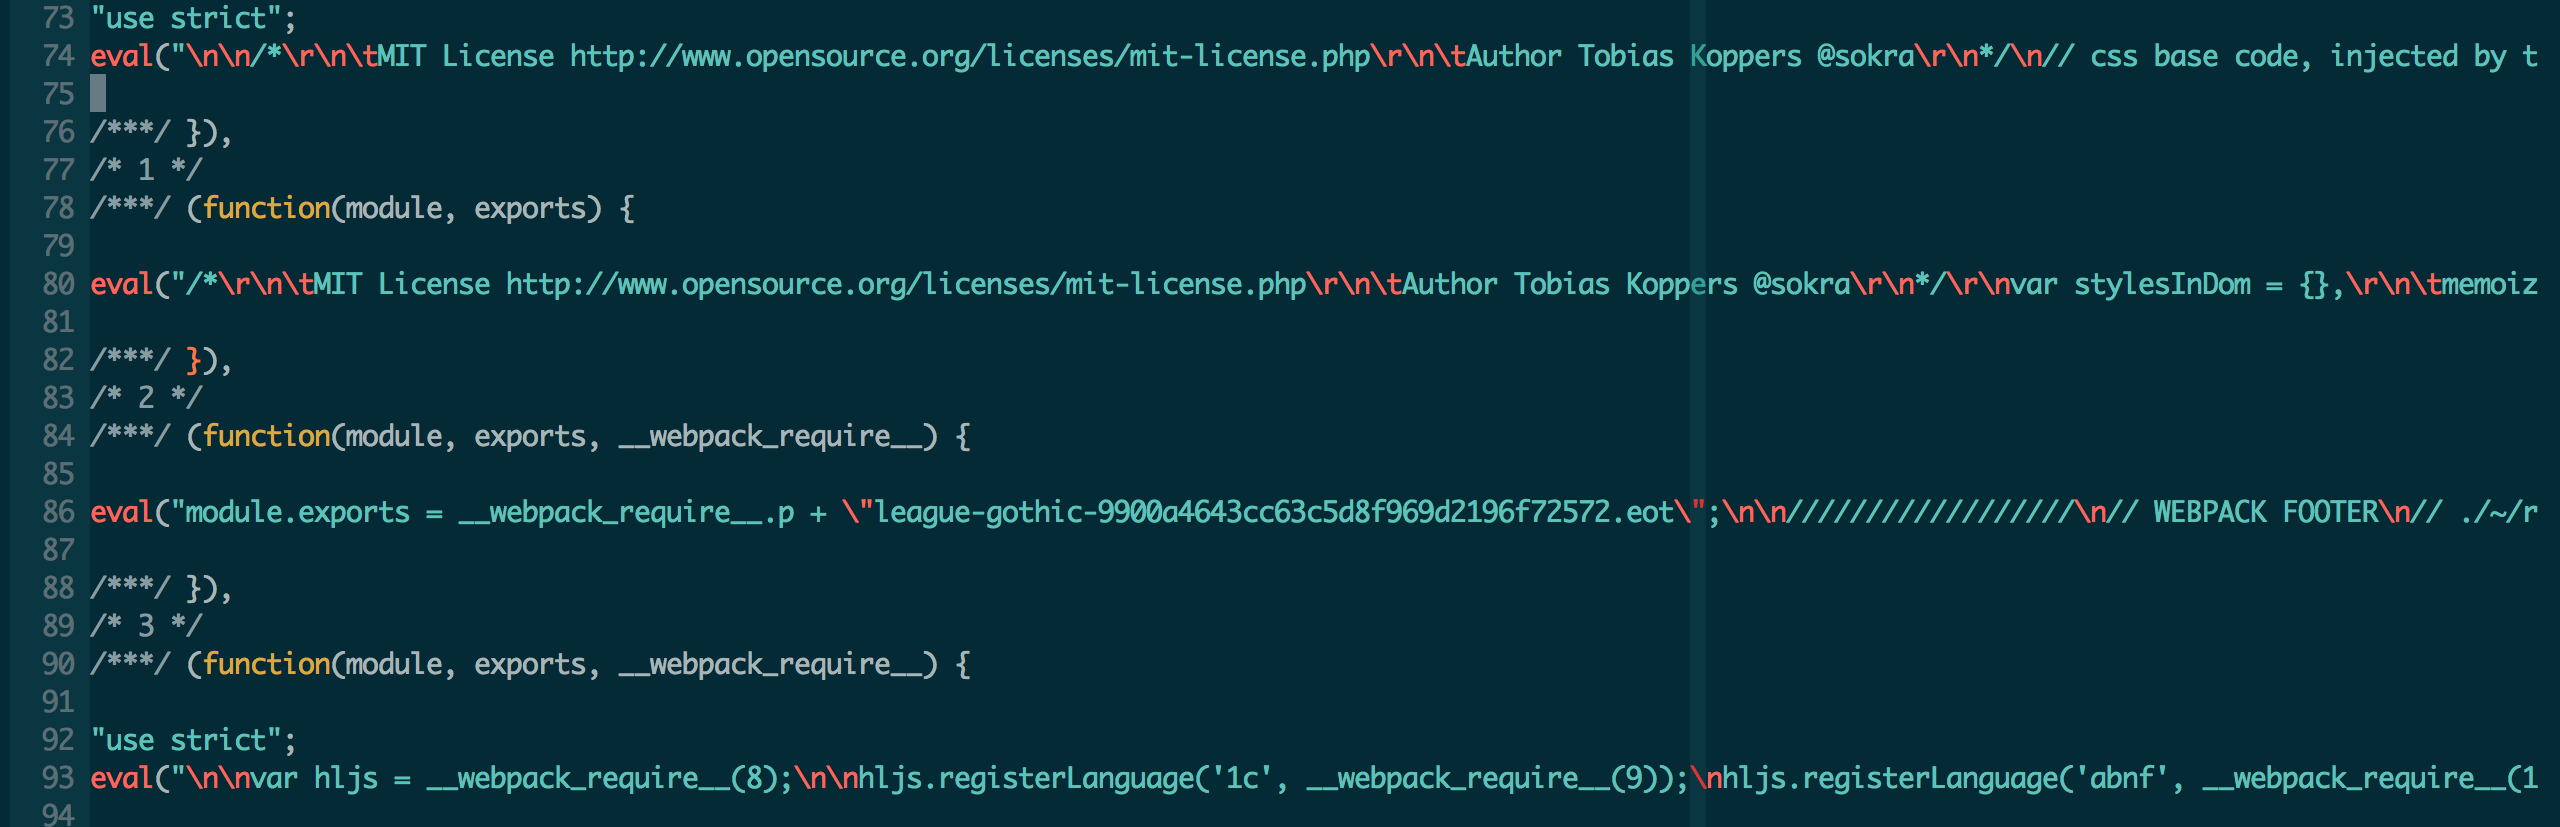 73 "use strict";
74 eval("\n\n/*\r\n\tMIT License http://www.opensource.org/licenses/mit-license.php\r\n\tAuthor Tobias Koppers @sokra\r\n*/\n// css base code, injected by t
75
76 /***/ }),
77 /* 1 */
78 /***/ (function(module, exports) {
79
80 eval("/*\r\n\tMIT License http://www.opensource.org/licenses/mit-license.php\r\n\tAuthor Tobias Koppers @sokra\r\n*/\r\nvar stylesInDom = {},\r\n\tmemoiz
81
82 /***/ }),
83 /* 2 */
84 /***/ (function(module, exports, __webpack_require__) {
85
86 eval("module.exports = __webpack_require__.p + \"league-gothic-9900a4643cc63c5d8f969d2196f72572.eot\";\n\n//////////////////\n// WEBPACK FOOTER\n// ./~/r
87
88 /***/ }),
89 /* 3 */
90 /***/ (function(module, exports, __webpack_require__) {
91
92 "use strict";
93 eval("\n\nvar hljs = __webpack_require__(8);\n\nhljs.registerLanguage('1c', __webpack_require__(9));\nhljs.registerLanguage('abnf', __webpack_require__(1
94